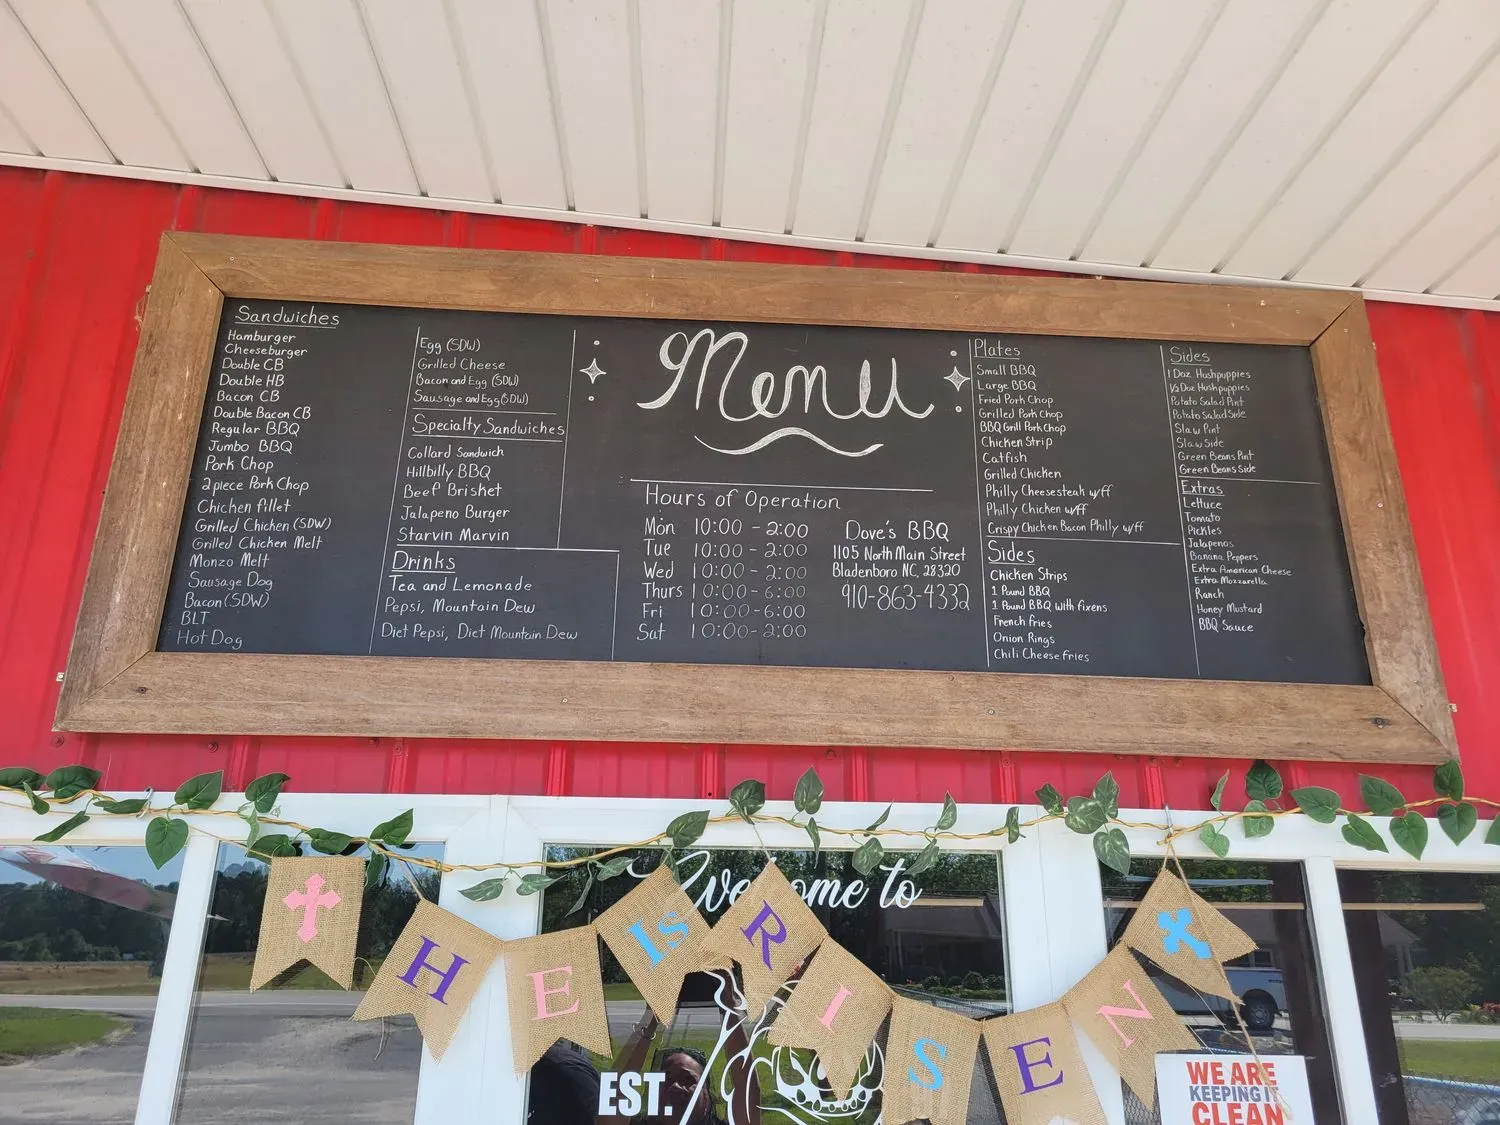 Sandwiches
Hamburger
Cheeseburger
Double CB
Double HB
Bacon CB
Double Bacon CB
Regular BBQ
Jumbo BBQ
Pork Chop
2 piece Pork Chop
Chicken fillet
Grilled Chicken (SDW)
Grilled Chicken Melt
Monzo Melt
Sausage Dog
Bacon (SDW)
BLT
Hot Dog
Egg (SDW)
Grilled Cheese
Bacon and Egg (SDW)
Sausage and Egg (SDW)
Specialty Sandwiches
Collard Sandwich
Hillbilly BBQ
Beef Brisket
Jalapeno Burger
Starvin Marvin
Drinks
Tea and Lemonade
Pepsi, Mountain Dew
Diet Pepsi, Diet Mountain Dew
Menu
Hours of Operation
Mon 10:00 - 2:00
Tue 10:00 - 2:00
Wed 10:00 - 2:00
Thurs 10:00 - 6:00
Fri 10:00 - 6:00
Sat 10:00 - 2:00
Dove's BBQ
1105 North Main Street
Bladenboro NC, 28320
910-863-4332
Plates
Small BBQ
Large BBQ
Fried Pork Chop
Grilled Pork Chop
BBQ Grill Pork Chop
Chicken Strip
Catfish
Grilled Chicken
Philly Cheesesteak w/ff
Philly Chicken w/ff
Crispy Chicken Bacon Philly w/ff
Sides
Chicken Strips
1 Pound BBQ
1 Pound BBQ with fixens
French fries
Onion Rings
Chili Cheese fries
Sides
1 Doz Hushpuppies
½ Doz Hushpuppies
Potato Salad Pint
Potato Salad Side
Slaw Pint
Slaw Side
Green Beans Pint
Green Beans Side
Extras
Lettuce
Tomato
Pickles
Jalapenos
Banana Peppers
Extra American Cheese
Extra Mozzarella
Ranch
Honey Mustard
BBQ Sauce
Welcome to
HE Is RISEN
EST.
WE ARE
KEEPING IT
CLEAN